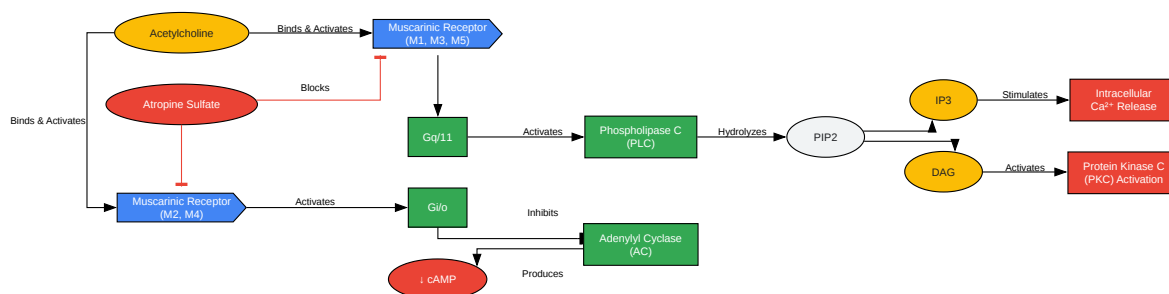 Acetylcholine
Binds & Activates
Muscarinic Receptor
(M1, M3, M5)
Atropine Sulfate
Blocks
Binds & Activates
Gq/11
Activates
Phospholipase C
(PLC)
Hydrolyzes
PIP2
IP3
Stimulates
Intracellular
Ca²⁺ Release
DAG
Activates
Protein Kinase C
(PKC) Activation
Muscarinic Receptor
(M2, M4)
Activates
Gi/o
Inhibits
Adenylyl Cyclase
(AC)
Produces
↓ cAMP